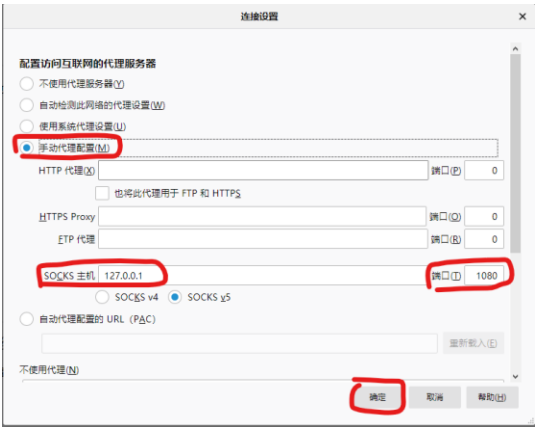 连接设置
配置访问互联网的代理服务器
不使用代理服务器(Y)
自动检测此网络的代理设置(W)
使用系统代理设置(U)
手动代理配置(M)
HTTP 代理(X) 端口(P) 0
也将此代理用于 FTP 和 HTTPS
HTTPS Proxy 端口(O) 0
FTP 代理 端口(R) 0
SOCKS 主机 127.0.0.1 端口(T) 1080
SOCKS v4 SOCKS v5
自动代理配置的 URL（PAC）
重新载入(E)
不使用代理(N)
确定 取消 帮助(H)